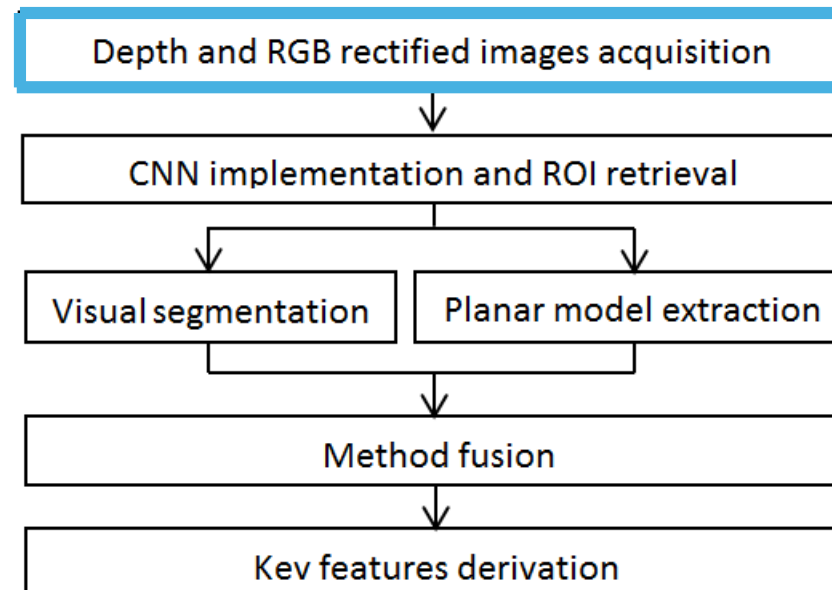 Depth and RGB rectified images acquisition
CNN implementation and ROI retrieval
Visual segmentation
Planar model extraction
Method fusion
Key features derivation